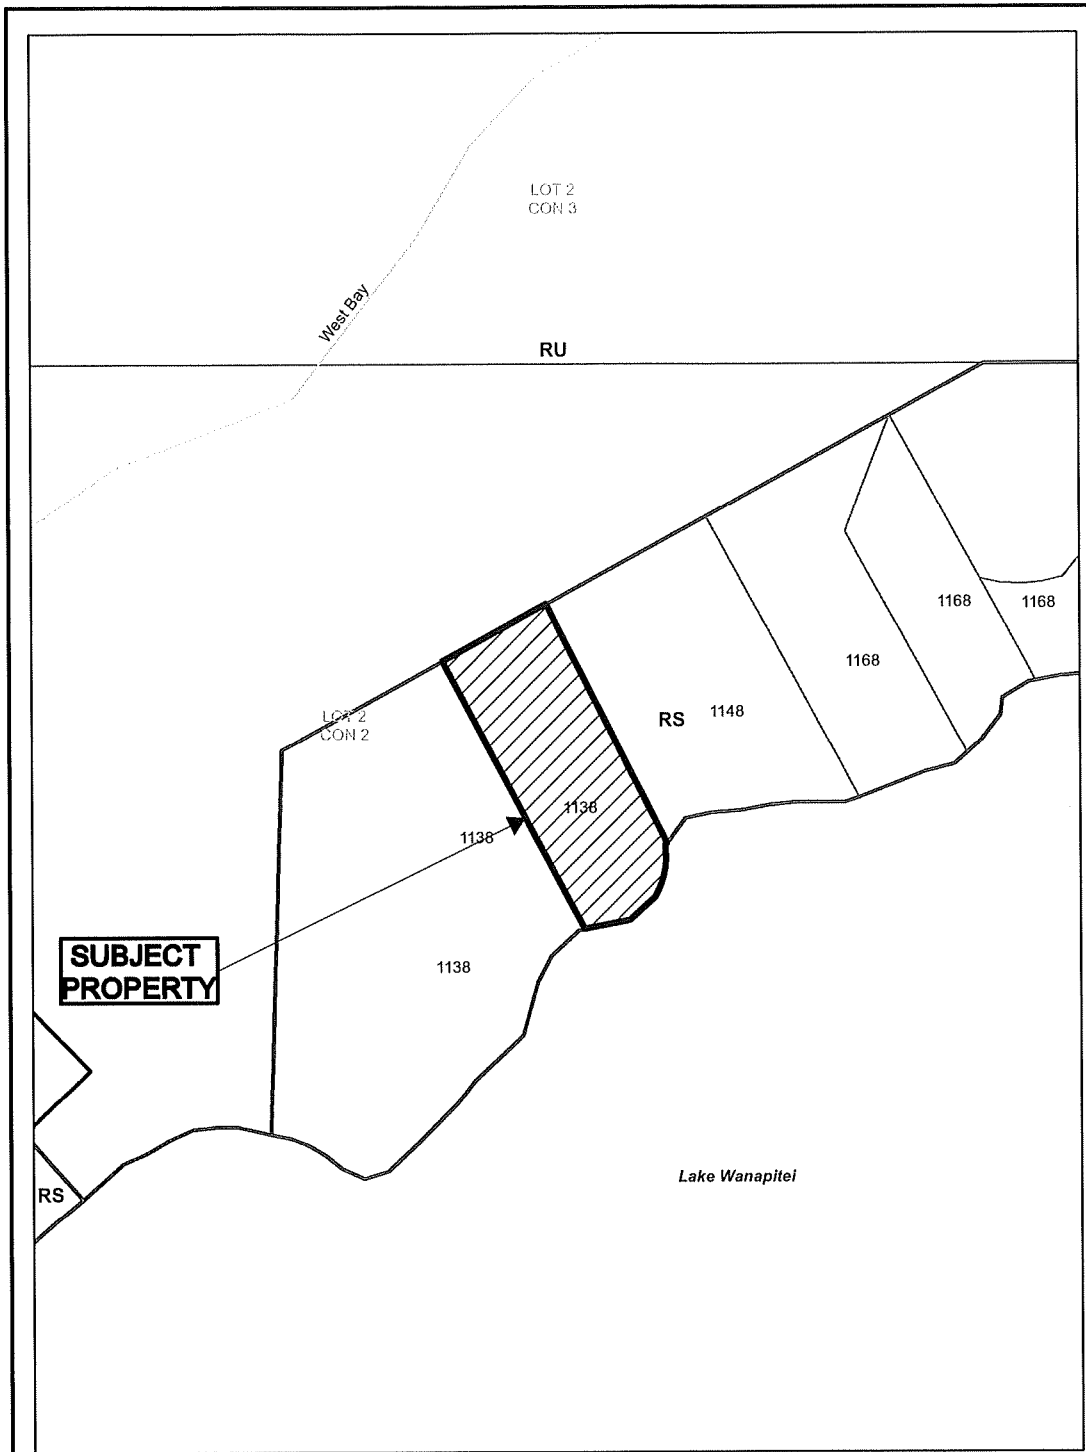 LOT 2
CON 3
West Bay
RU
1168
1168
1168
1148
RS
LOT 2
CON 2
1138
1138
SUBJECT
PROPERTY
1138
Lake Wanapitei
RS